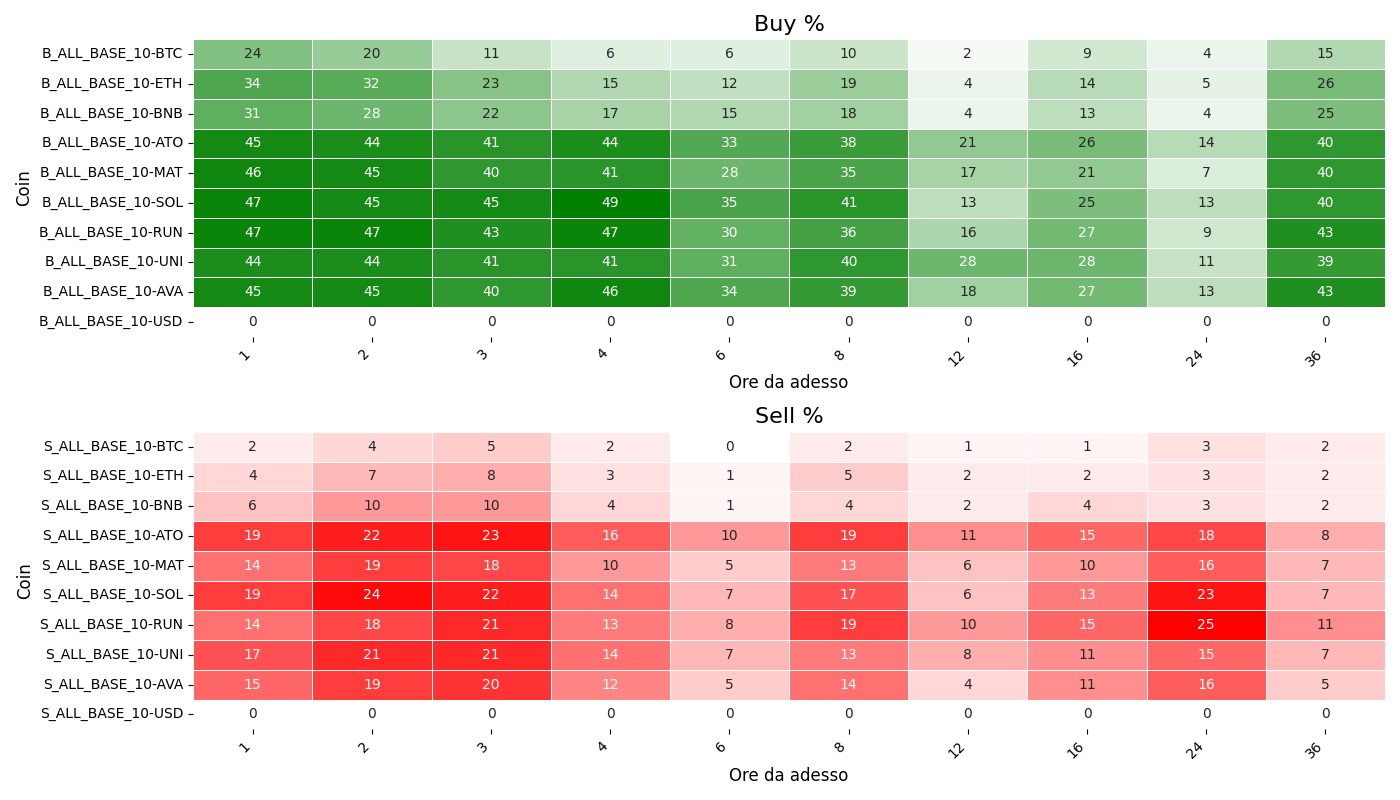 Buy %
Coin
B_ALL_BASE_10-BTC 24 20 11 6 6 10 2 9 4 15
B_ALL_BASE_10-ETH 34 32 23 15 12 19 4 14 5 26
B_ALL_BASE_10-BNB 31 28 22 17 15 18 4 13 4 25
B_ALL_BASE_10-ATO 45 44 41 44 33 38 21 26 14 40
B_ALL_BASE_10-MAT 46 45 40 41 28 35 17 21 7 40
B_ALL_BASE_10-SOL 47 45 45 49 35 41 13 25 13 40
B_ALL_BASE_10-RUN 47 47 43 47 30 36 16 27 9 43
B_ALL_BASE_10-UNI 44 44 41 41 31 40 28 28 11 39
B_ALL_BASE_10-AVA 45 45 40 46 34 39 18 27 13 43
B_ALL_BASE_10-USD 0 0 0 0 0 0 0 0 0 0
1 2 3 4 6 8 12 16 24 36
Ore da adesso
Sell %
Coin
S_ALL_BASE_10-BTC 2 4 5 2 0 2 1 1 3 2
S_ALL_BASE_10-ETH 4 7 8 3 1 5 2 2 3 2
S_ALL_BASE_10-BNB 6 10 10 4 1 4 2 4 3 2
S_ALL_BASE_10-ATO 19 22 23 16 10 19 11 15 18 8
S_ALL_BASE_10-MAT 14 19 18 10 5 13 6 10 16 7
S_ALL_BASE_10-SOL 19 24 22 14 7 17 6 13 23 7
S_ALL_BASE_10-RUN 14 18 21 13 8 19 10 15 25 11
S_ALL_BASE_10-UNI 17 21 21 14 7 13 8 11 15 7
S_ALL_BASE_10-AVA 15 19 20 12 5 14 4 11 16 5
S_ALL_BASE_10-USD 0 0 0 0 0 0 0 0 0 0
1 2 3 4 6 8 12 16 24 36
Ore da adesso